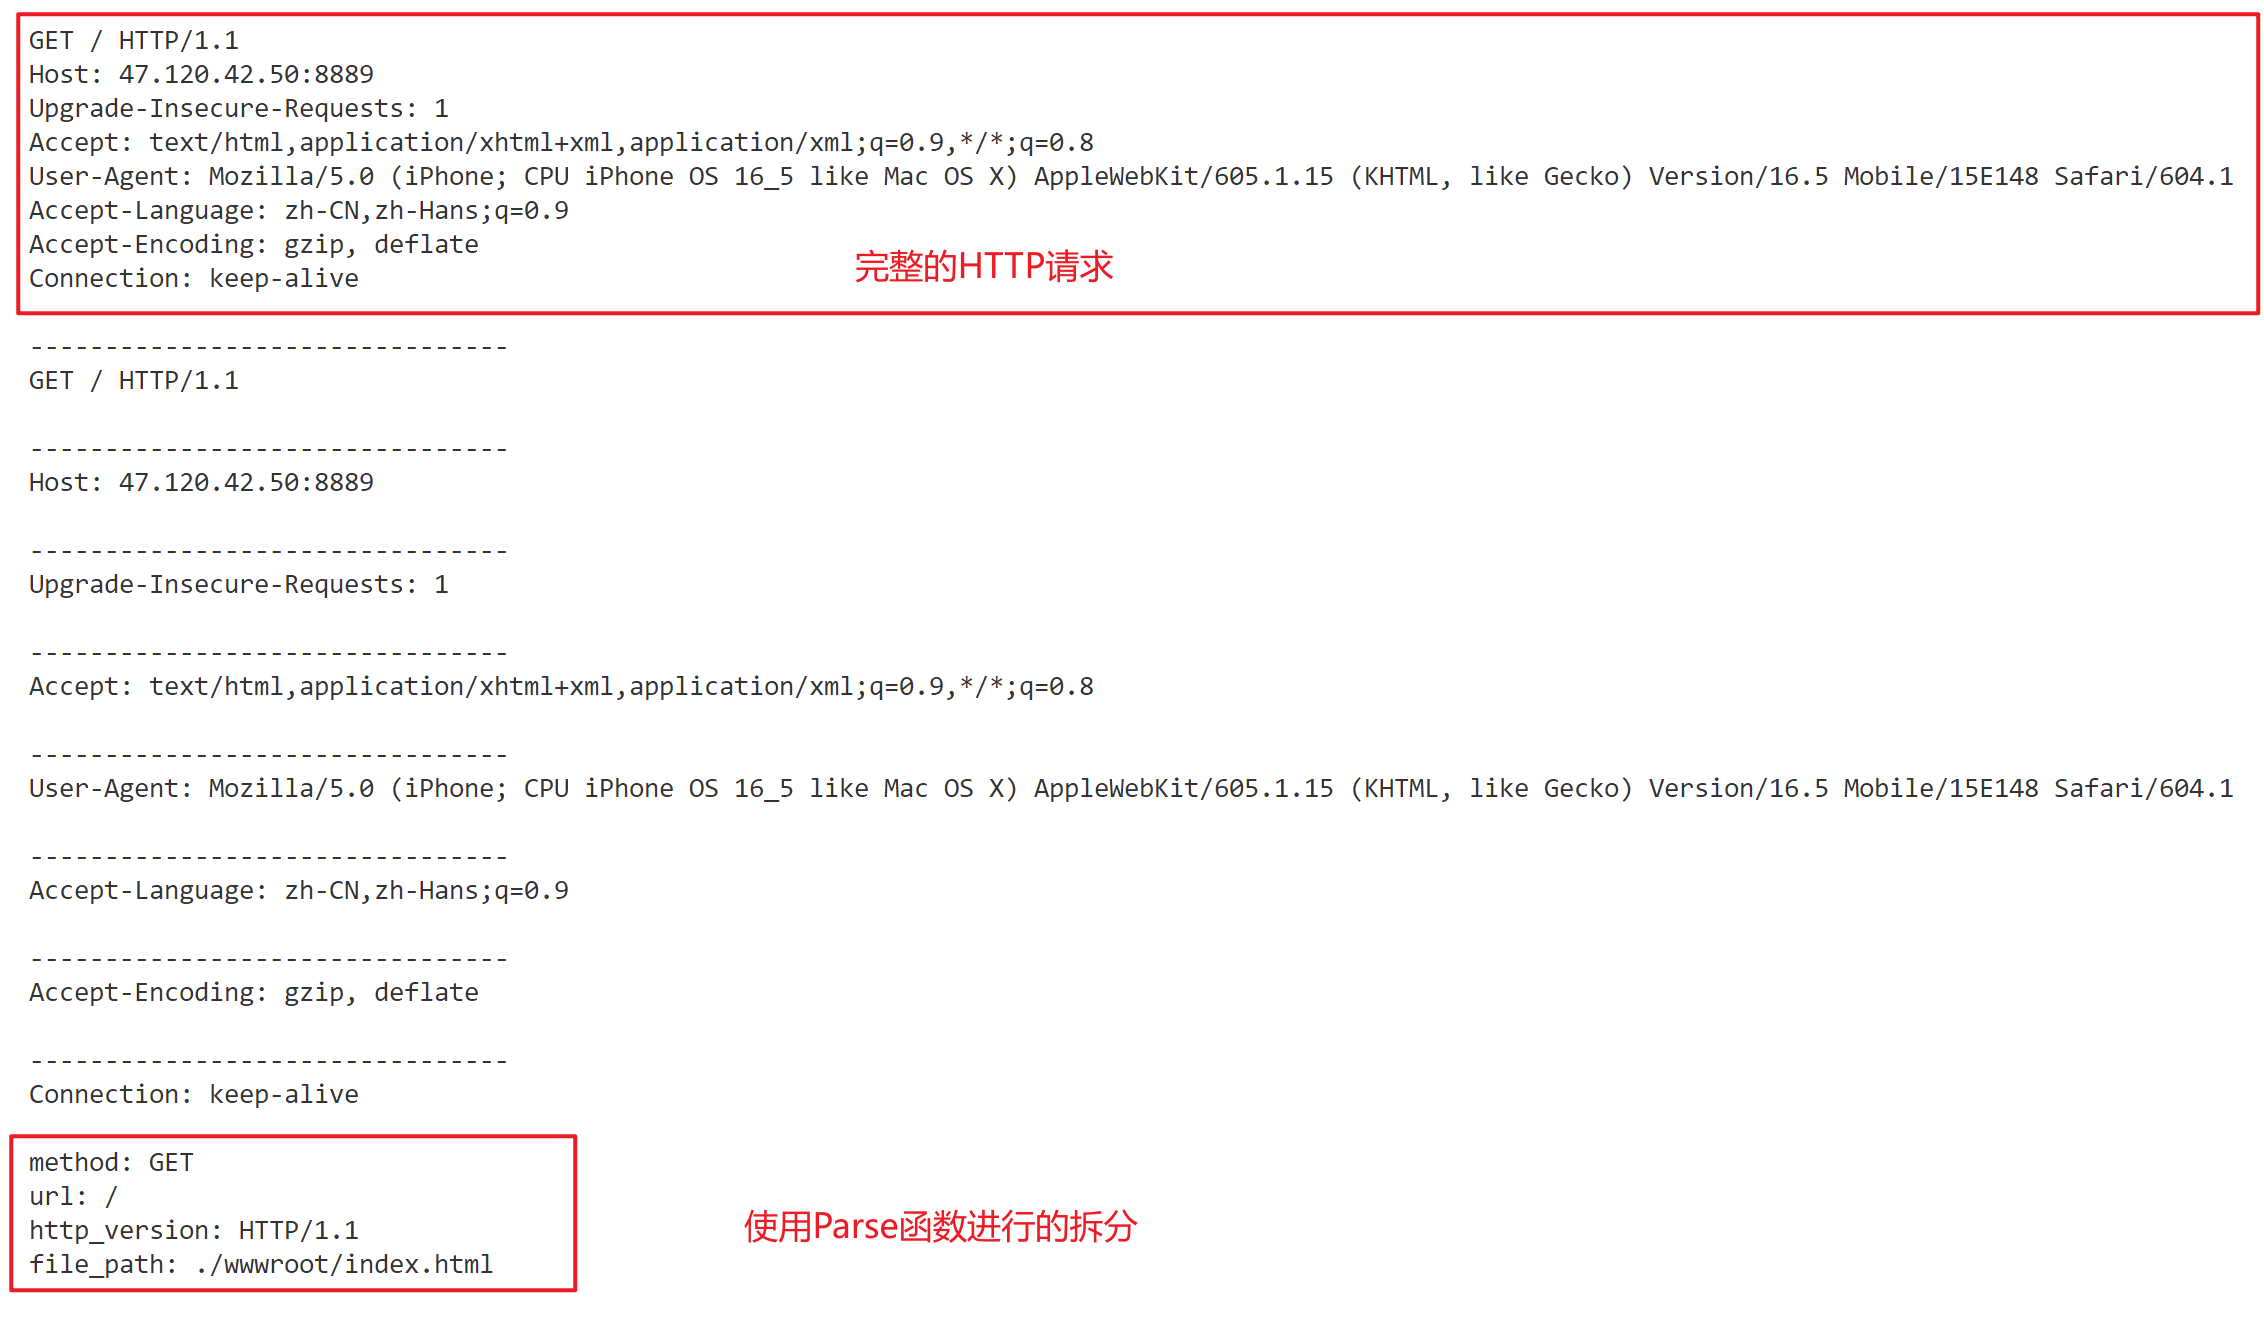 GET / HTTP/1.1
Host: 47.120.42.50:8889
Upgrade-Insecure-Requests: 1
Accept: text/html,application/xhtml+xml,application/xml;q=0.9,*/*;q=0.8
User-Agent: Mozilla/5.0 (iPhone; CPU iPhone OS 16_5 like Mac OS X) AppleWebKit/605.1.15 (KHTML, like Gecko) Version/16.5 Mobile/15E148 Safari/604.1
Accept-Language: zh-CN,zh-Hans;q=0.9
Accept-Encoding: gzip, deflate
Connection: keep-alive
完整的HTTP请求
--------------------------------
GET / HTTP/1.1
--------------------------------
Host: 47.120.42.50:8889
--------------------------------
Upgrade-Insecure-Requests: 1
--------------------------------
Accept: text/html,application/xhtml+xml,application/xml;q=0.9,*/*;q=0.8
--------------------------------
User-Agent: Mozilla/5.0 (iPhone; CPU iPhone OS 16_5 like Mac OS X) AppleWebKit/605.1.15 (KHTML, like Gecko) Version/16.5 Mobile/15E148 Safari/604.1
--------------------------------
Accept-Language: zh-CN,zh-Hans;q=0.9
--------------------------------
Accept-Encoding: gzip, deflate
--------------------------------
Connection: keep-alive
method: GET
url: /
http_version: HTTP/1.1
file_path: ./wwwroot/index.html
使用Parse函数进行的拆分